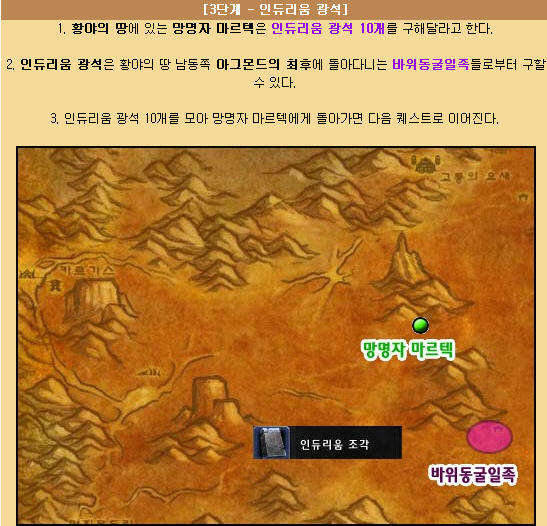 [3단계 - 인듀리움 광석]
1. 황야의 땅에 있는 망명자 마르텍은 인듀리움 광석 10개를 구해달라고 한다.
2. 인듀리움 광석은 황야의 땅 남동쪽 아그몬드의 최후에 돌아다니는 바위동굴일족들로부터 구할
수 있다.
3. 인듀리움 광석 10개를 모아 망명자 마르텍에게 돌아가면 다음 퀘스트로 이어진다.
고통의 요새
카르가스
망명자 마르텍
인듀리움 조각
바위동굴일족